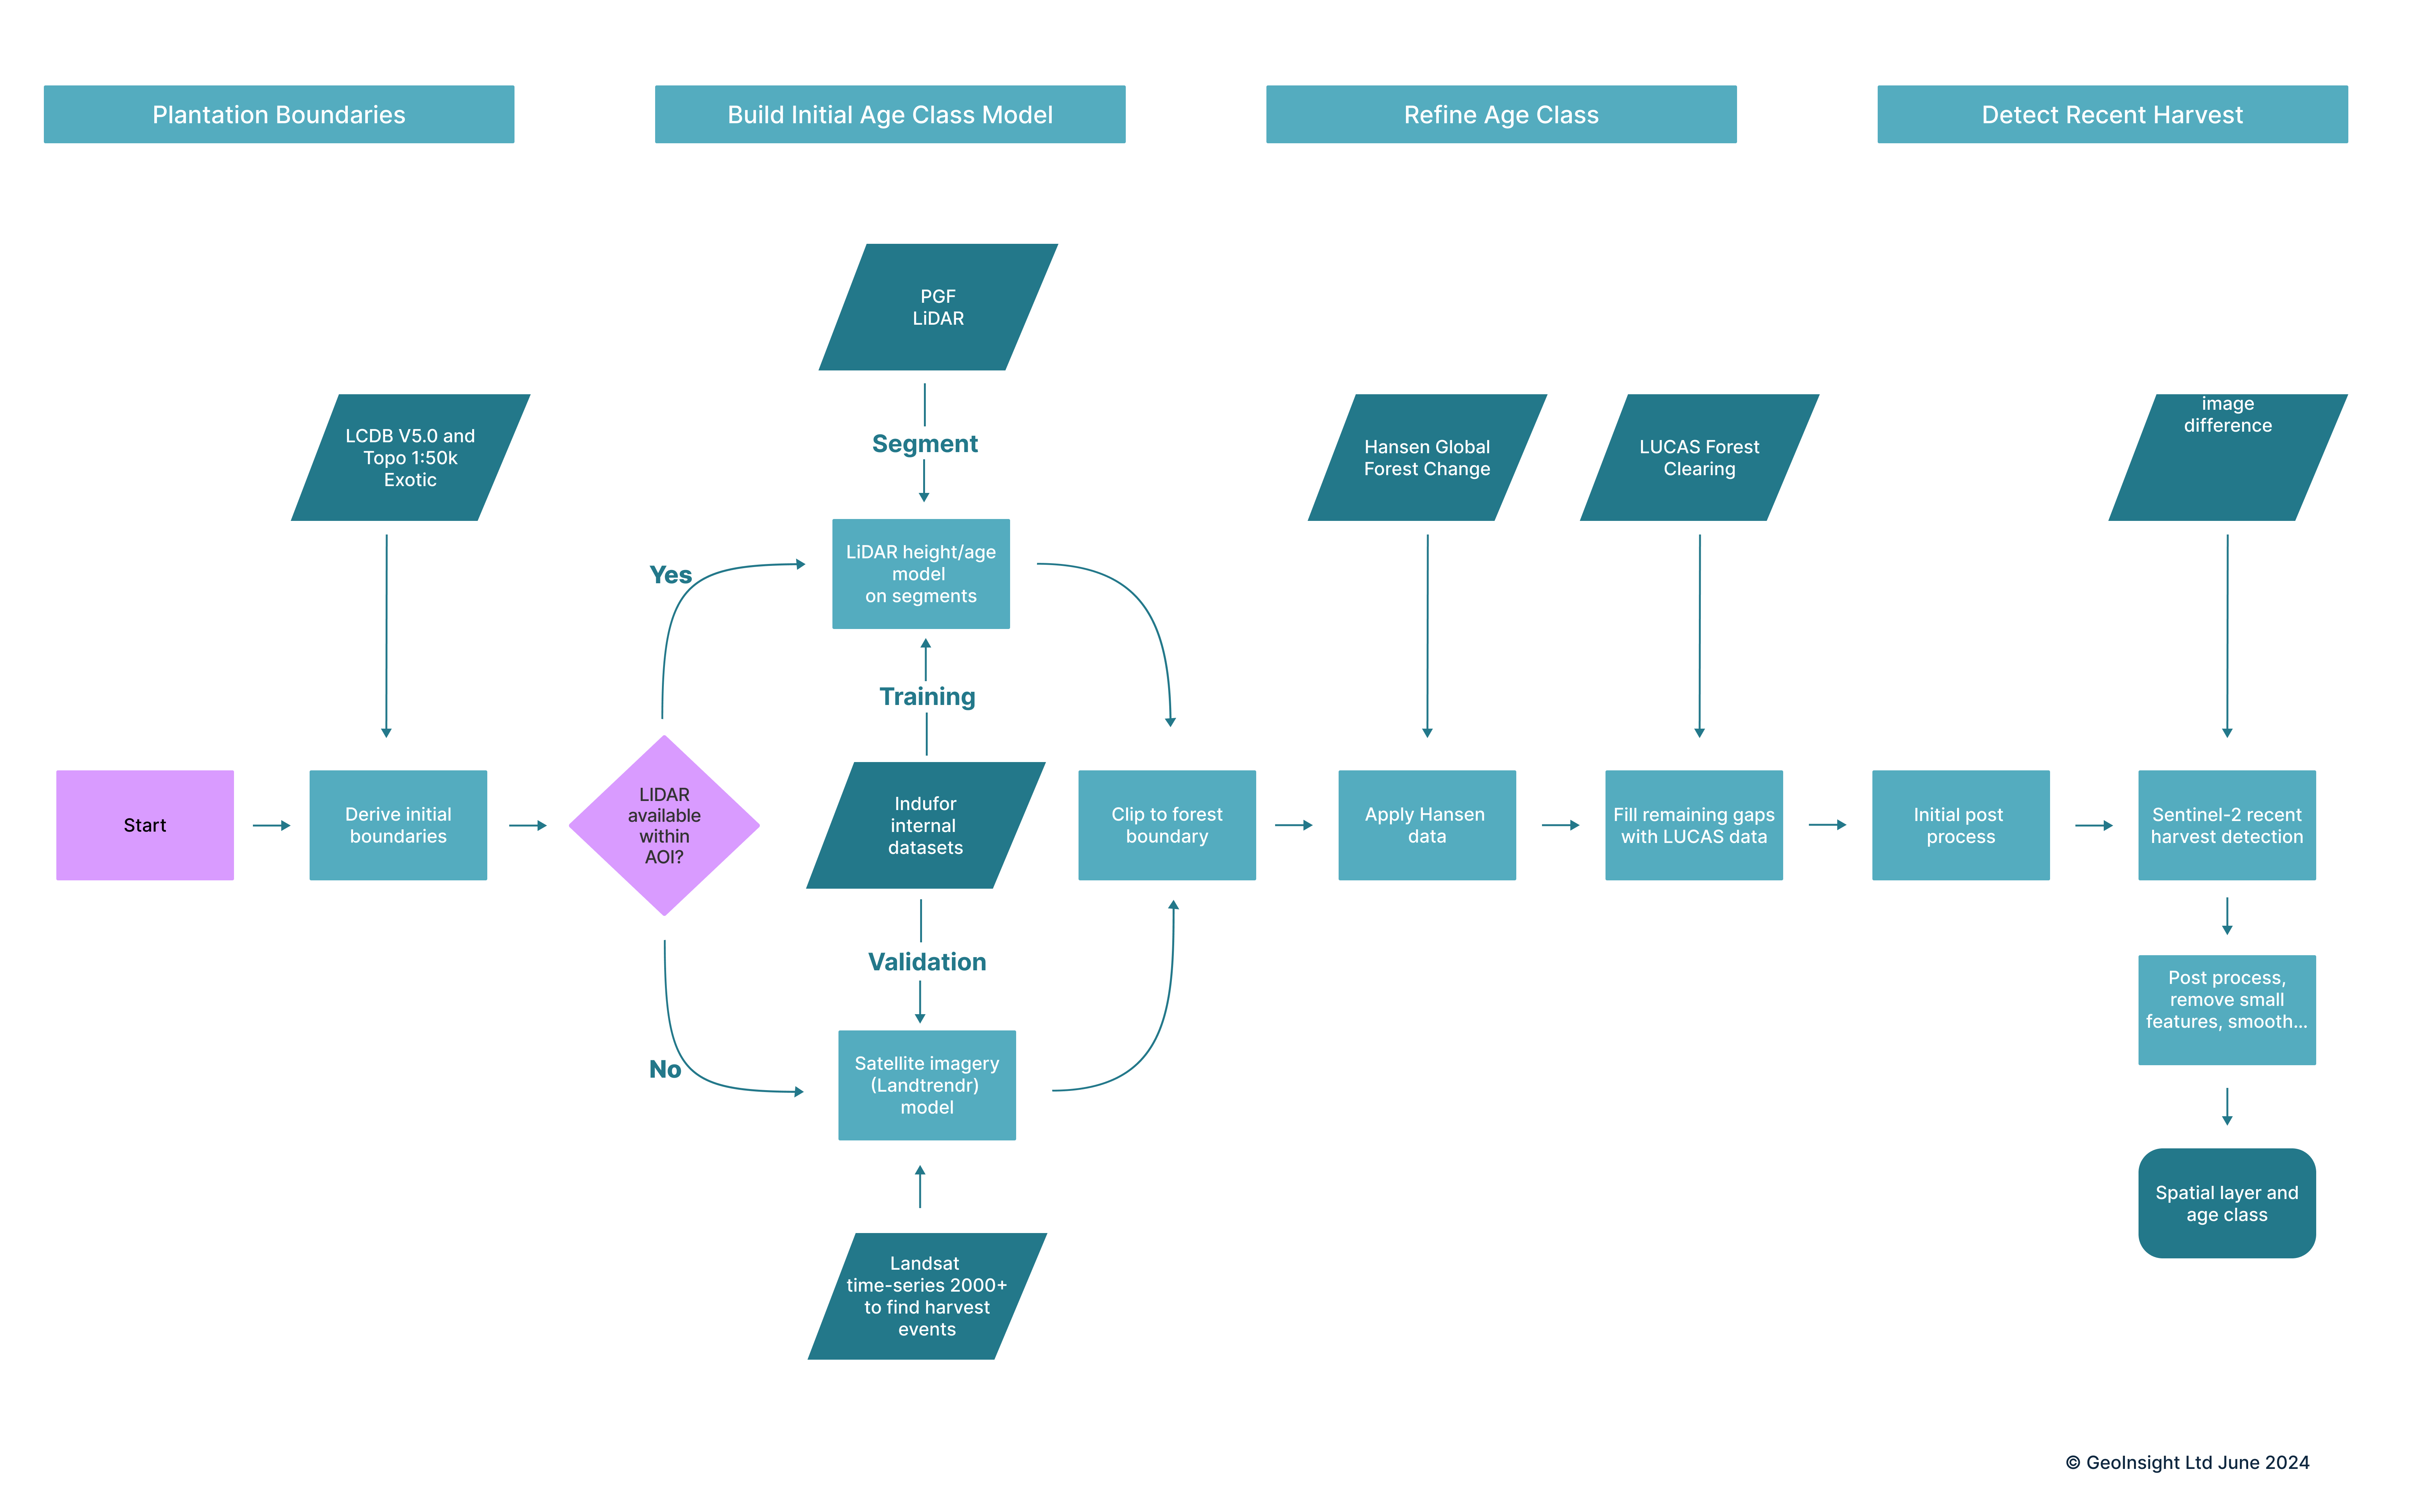 Plantation Boundaries
Build Initial Age Class Model
Refine Age Class
Detect Recent Harvest
PGF
LiDAR
Segment
LCDB V5.0 and
Topo 1:50k
Exotic
Hansen Global
Forest Change
LUCAS Forest
Clearing
image
difference
Yes
LiDAR height/age
model
on segments
Training
Start
Derive initial
boundaries
LIDAR
available
within
AOI?
Indufor
internal
datasets
Clip to forest
boundary
Apply Hansen
data
Fill remaining gaps
with LUCAS data
Initial post
process
Sentinel-2 recent
harvest detection
Validation
No
Satellite imagery
(Landtrendr)
model
Post process,
remove small
features, smooth...
Landsat
time-series 2000+
to find harvest
events
Spatial layer and
age class
© GeoInsight Ltd June 2024